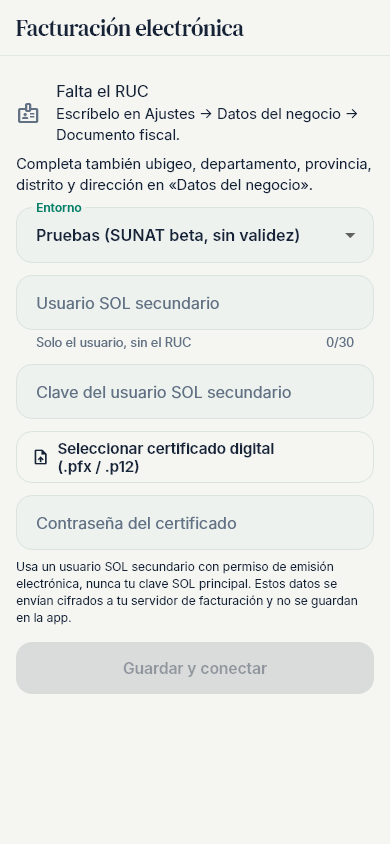 Facturación electrónica
Falta el RUC
Escríbelo en Ajustes → Datos del negocio →
Documento fiscal.
Completa también ubigeo, departamento, provincia,
distrito y dirección en «Datos del negocio».
Entorno
Pruebas (SUNAT beta, sin validez)
Usuario SOL secundario
Solo el usuario, sin el RUC 0/30
Clave del usuario SOL secundario
Seleccionar certificado digital
(.pfx / .p12)
Contraseña del certificado
Usa un usuario SOL secundario con permiso de emisión
electrónica, nunca tu clave SOL principal. Estos datos se
envían cifrados a tu servidor de facturación y no se guardan
en la app.
Guardar y conectar